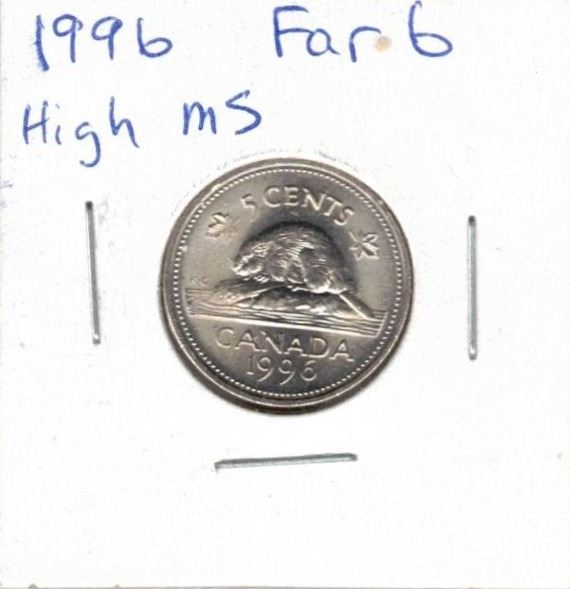 1996 Far 6
High MS
5 CENTS
CANADA
1996